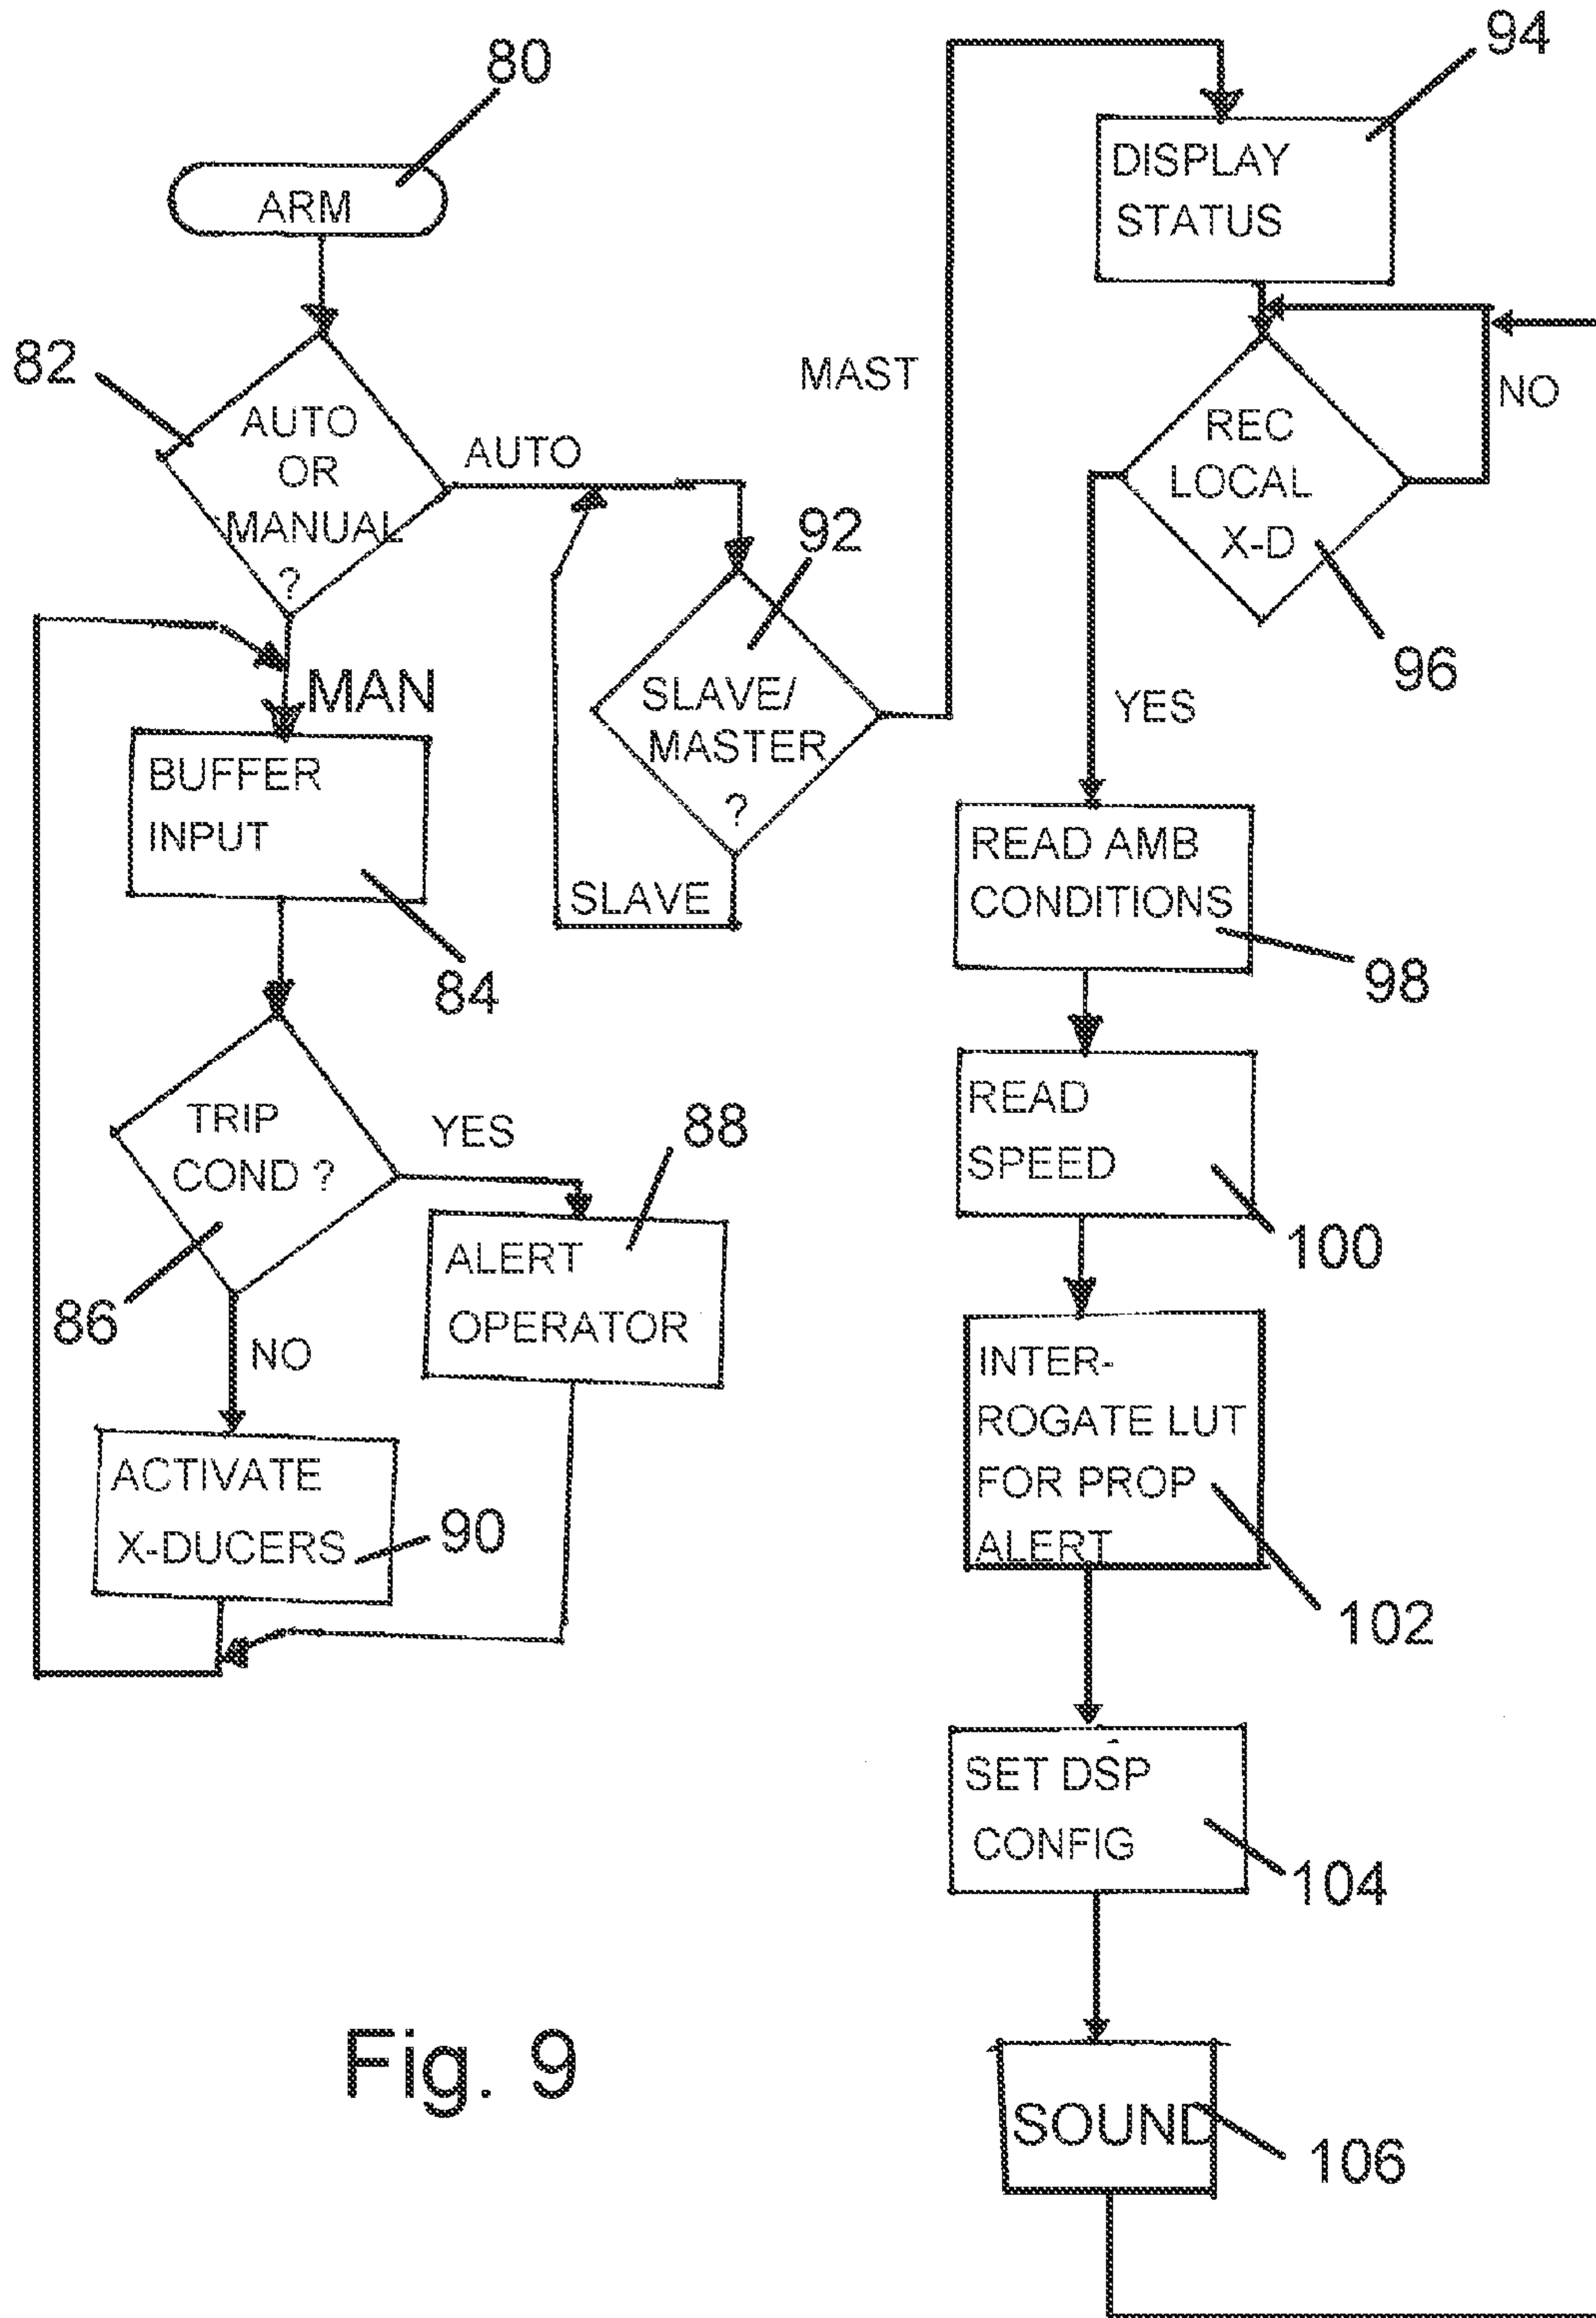 80
ARM
82
AUTO
OR
MANUAL
?
AUTO
MAN
BUFFER
INPUT
84
TRIP
COND ?
86
YES
88
ALERT
OPERATOR
NO
ACTIVATE
X-DUCERS
90
92
SLAVE/
MASTER
?
SLAVE
MAST
94
DISPLAY
STATUS
REC
LOCAL
X-D
NO
96
YES
READ AMB
CONDITIONS
98
READ
SPEED
100
INTER-
ROGATE LUT
FOR PROP
ALERT
102
SET DSP
CONFIG
104
SOUND
106
Fig. 9